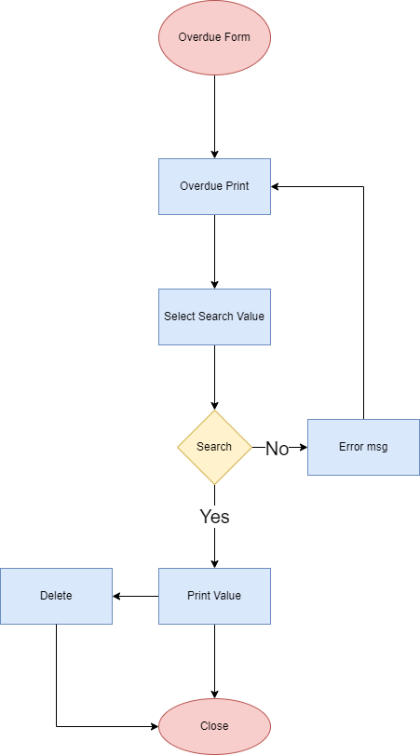 Overdue Form
Overdue Print
Select Search Value
Search
No
Error msg
Yes
Delete
Print Value
Close